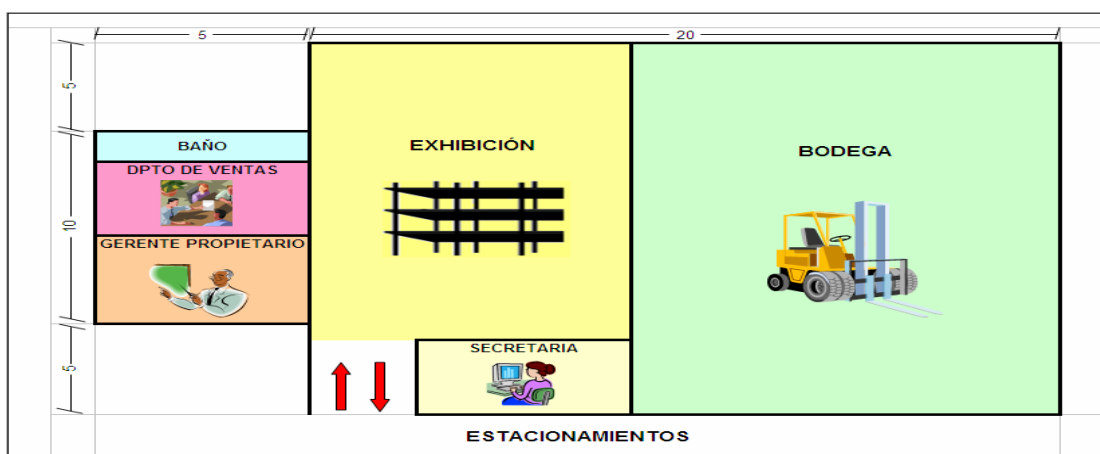 5
20
5
BAÑO
EXHIBICIÓN
BODEGA
DPTO DE VENTAS
10
GERENTE PROPIETARIO
SECRETARIA
5
ESTACIONAMIENTOS